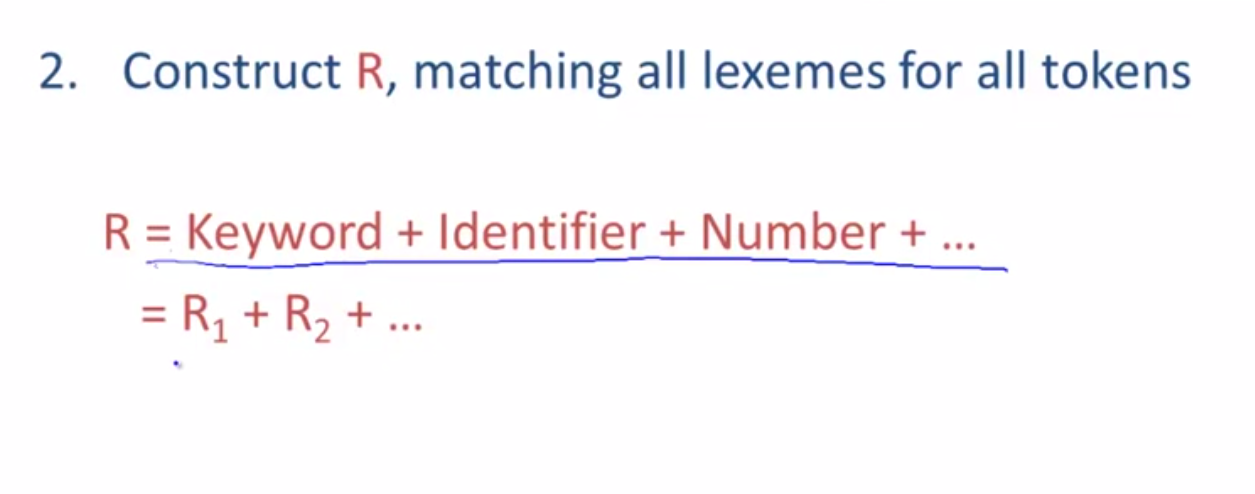 2. Construct R, matching all lexemes for all tokens
R = Keyword + Identifier + Number + ...
= R₁ + R₂ + ...